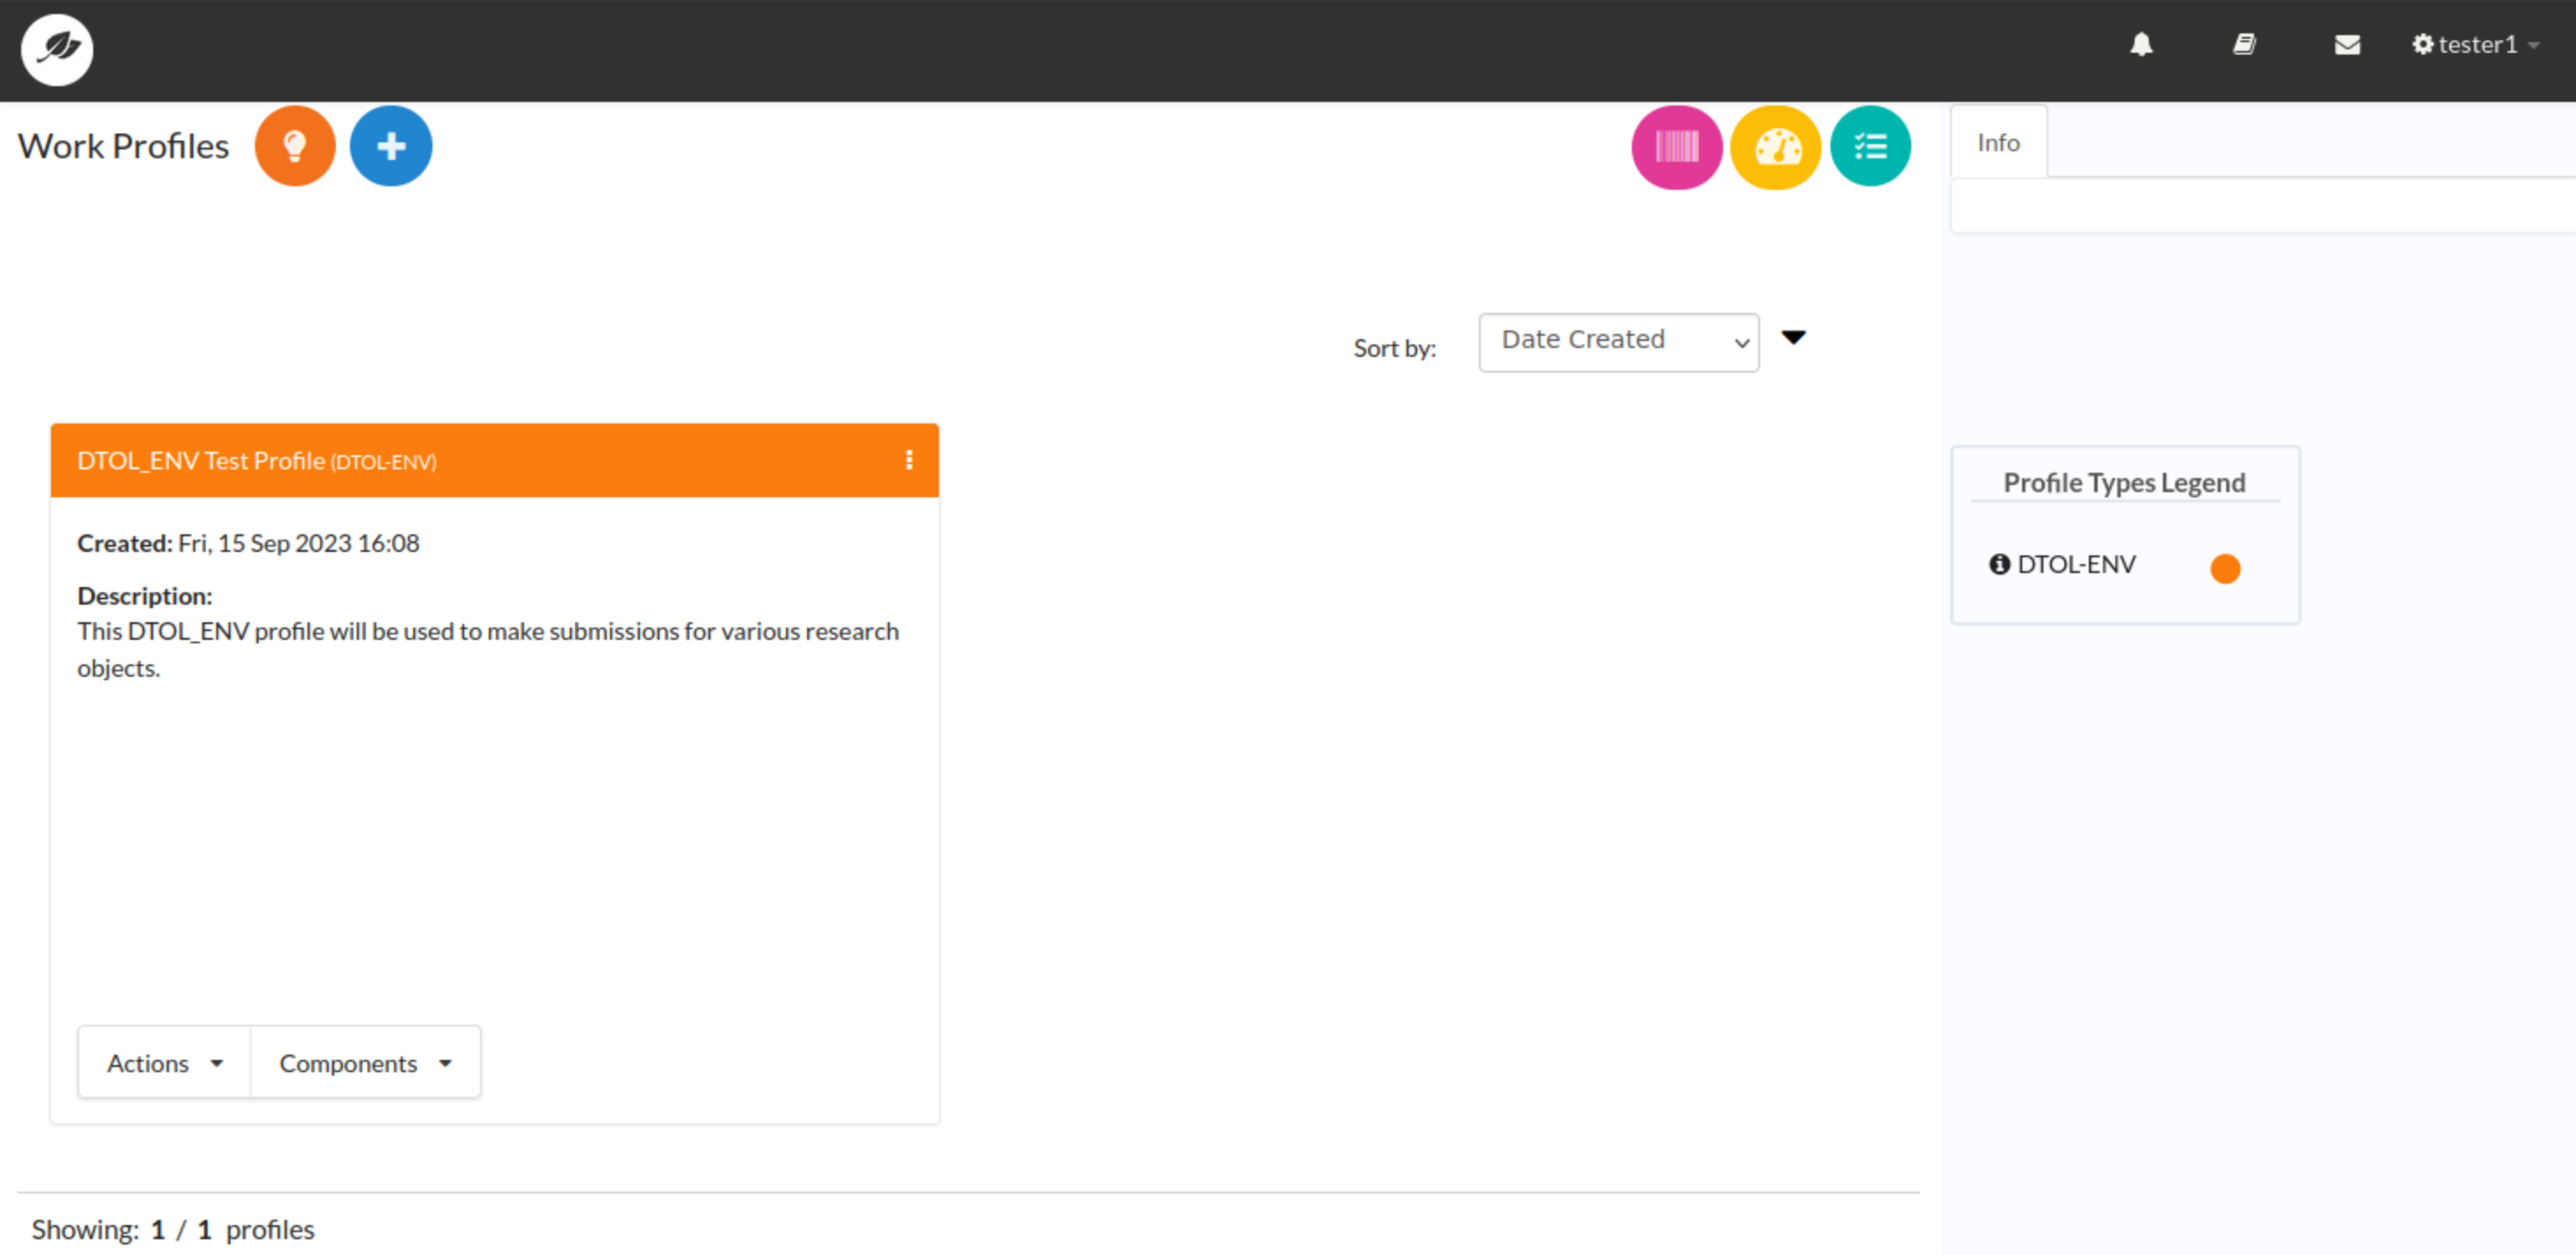 tester1
Work Profiles
Info
Sort by: Date Created
DTOL_ENV Test Profile (DTOL-ENV)
Created: Fri, 15 Sep 2023 16:08
Description:
This DTOL_ENV profile will be used to make submissions for various research
objects.
Actions Components
Profile Types Legend
DTOL-ENV
Showing: 1 / 1 profiles